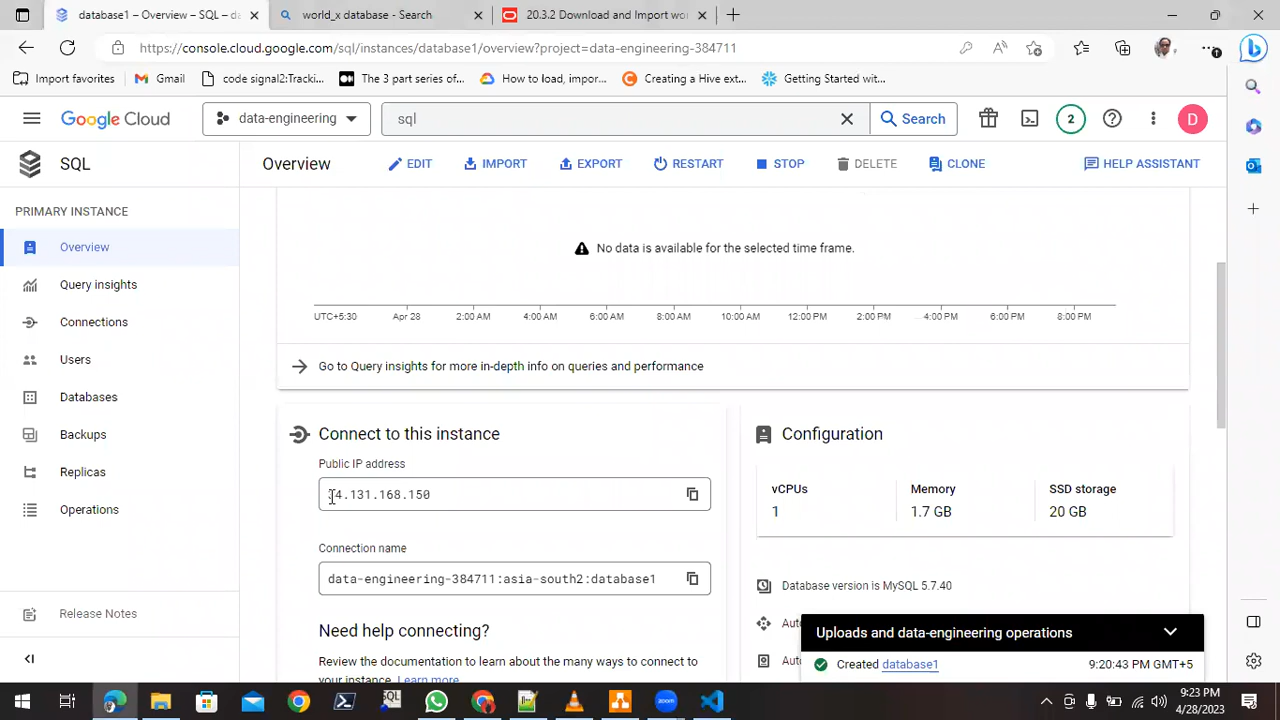 database1 – Overview – SQL – da
world_x database - Search
20.3.2 Download and Import wor
https://console.cloud.google.com/sql/instances/database1/overview?project=data-engineering-384711
Import favorites
Gmail
code signal2:Tracki...
The 3 part series of...
How to load, impor...
Creating a Hive ext...
Getting Started wit...
Google Cloud
data-engineering
sql
Search
2
D
SQL
Overview
EDIT
IMPORT
EXPORT
RESTART
STOP
DELETE
CLONE
HELP ASSISTANT
PRIMARY INSTANCE
Overview
Query insights
Connections
Users
Databases
Backups
Replicas
Operations
Release Notes
No data is available for the selected time frame.
UTC+5:30 Apr 28 2:00 AM 4:00 AM 6:00 AM 8:00 AM 10:00 AM 12:00 PM 2:00 PM 4:00 PM 6:00 PM 8:00 PM
Go to Query insights for more in-depth info on queries and performance
Connect to this instance
Public IP address
4.131.168.150
Connection name
data-engineering-384711:asia-south2:database1
Need help connecting?
Review the documentation to learn about the many ways to connect to
your instance. Learn more
Configuration
vCPUs Memory SSD storage
1 1.7 GB 20 GB
Database version is MySQL 5.7.40
Uploads and data-engineering operations
Created database1 9:20:43 PM GMT+5
9:23 PM
4/28/2023